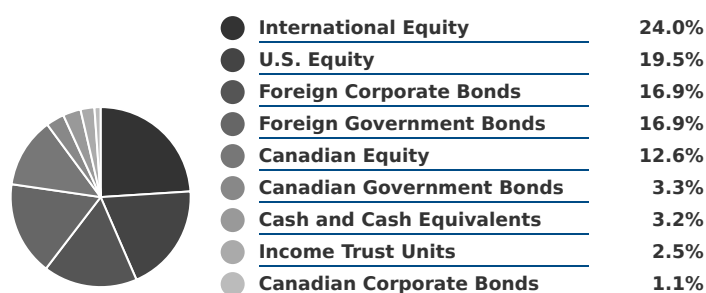 International Equity 24.0%
U.S. Equity 19.5%
Foreign Corporate Bonds 16.9%
Foreign Government Bonds 16.9%
Canadian Equity 12.6%
Canadian Government Bonds 3.3%
Cash and Cash Equivalents 3.2%
Income Trust Units 2.5%
Canadian Corporate Bonds 1.1%